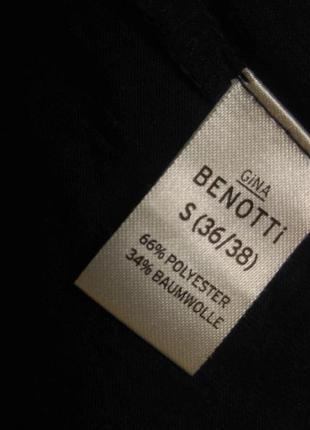 GiNA
BENOTTi
S (36/38)
66% POLYESTER
34% BAUMWOLLE